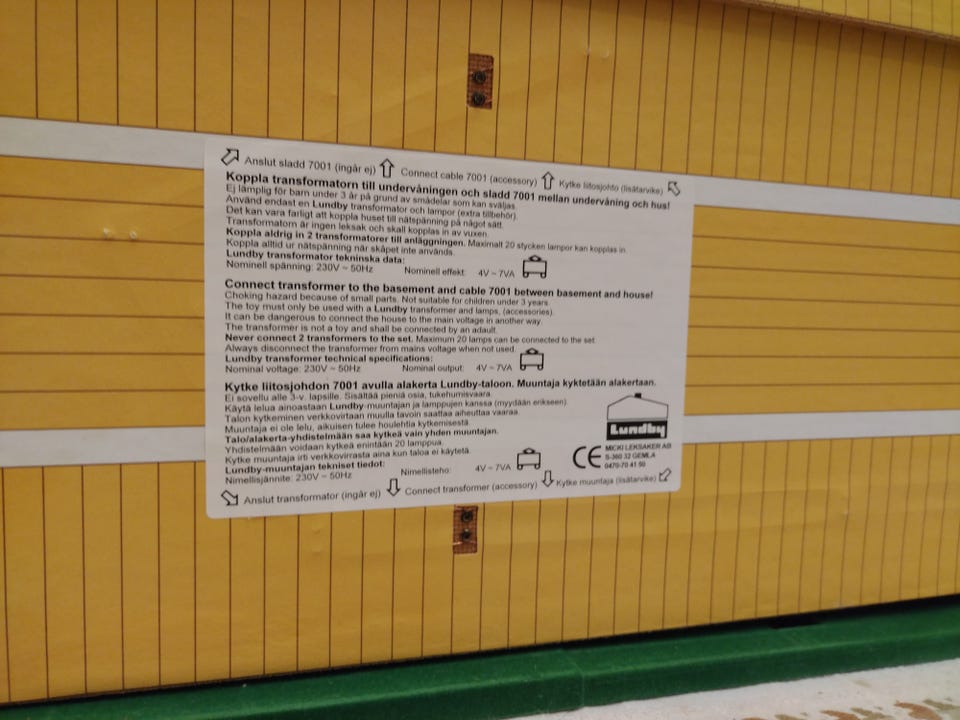 Anslut sladd 7001 (ingår ej) Connect cable 7001 (accessory) Kytke liitosjohto (lisätarvike)
Koppla transformatorn till undervåningen och sladd 7001 mellan undervåning och hus!
Ej lämplig för barn under 3 år på grund av smådelar som kan sväljas.
Använd endast en Lundby transformator och lampor (extra tillbehör).
Det kan vara farligt att koppla huset till nätspänning på något sätt.
Transformatorn är ingen leksak och skall kopplas in av vuxen.
Koppla aldrig in 2 transformatorer till anläggningen. Maximalt 20 stycken lampor kan kopplas in.
Koppla alltid ur nätspänning när skåpet inte används.
Lundby transformator tekninska data:
Nominell spänning: 230V ~ 50Hz Nominell effekt: 4V ~ 7VA
Connect transformer to the basement and cable 7001 between basement and house!
Choking hazard because of small parts. Not suitable for children under 3 years.
The toy must only be used with a Lundby transformer and lamps, (accessories).
It can be dangerous to connect the house to the main voltage in another way.
The transformer is not a toy and shall be connected by an adault.
Never connect 2 transformers to the set. Maximum 20 lamps can be connected to the set.
Always disconnect the transformer from mains voltage when not used.
Lundby transformer technical specifications:
Nominal voltage: 230V ~ 50Hz Nominal output: 4V ~ 7VA
Kytke liitosjohdon 7001 avulla alakerta Lundby-taloon. Muuntaja kyktetään alakertaan.
Ei sovellu alle 3-v. lapsille. Sisältää pieniä osia, tukehumisvaara.
Käytä lelua ainoastaan Lundby-muuntajan ja lamppujen kanssa (myydään erikseen).
Talon kytkeminen verkkovirtaan muulla tavoin saattaa aiheuttaa vaaraa.
Muuntaja ei ole lelu, aikuisen tulee houlehtia kytkemisestä.
Talo/alakerta-yhdistelmään saa kytkeä vain yhden muuntajan.
Yhdistelmään voidaan kytkeä enintään 20 lamppua.
Kytke muuntaja irti verkkovirrasta aina kun taloa ei käytetä.
Lundby-muuntajan tekniset tiedot:
Nimellisjännite: 230V ~ 50Hz Nimellisteho: 4V ~ 7VA
Lundby
CE
MICKI LEKSAKER AB
S-360 32 GEMLA
0470-70 41 50
Anslut transformator (ingår ej) Connect transformer (accessory) Kytke muuntaja (lisätarvike)